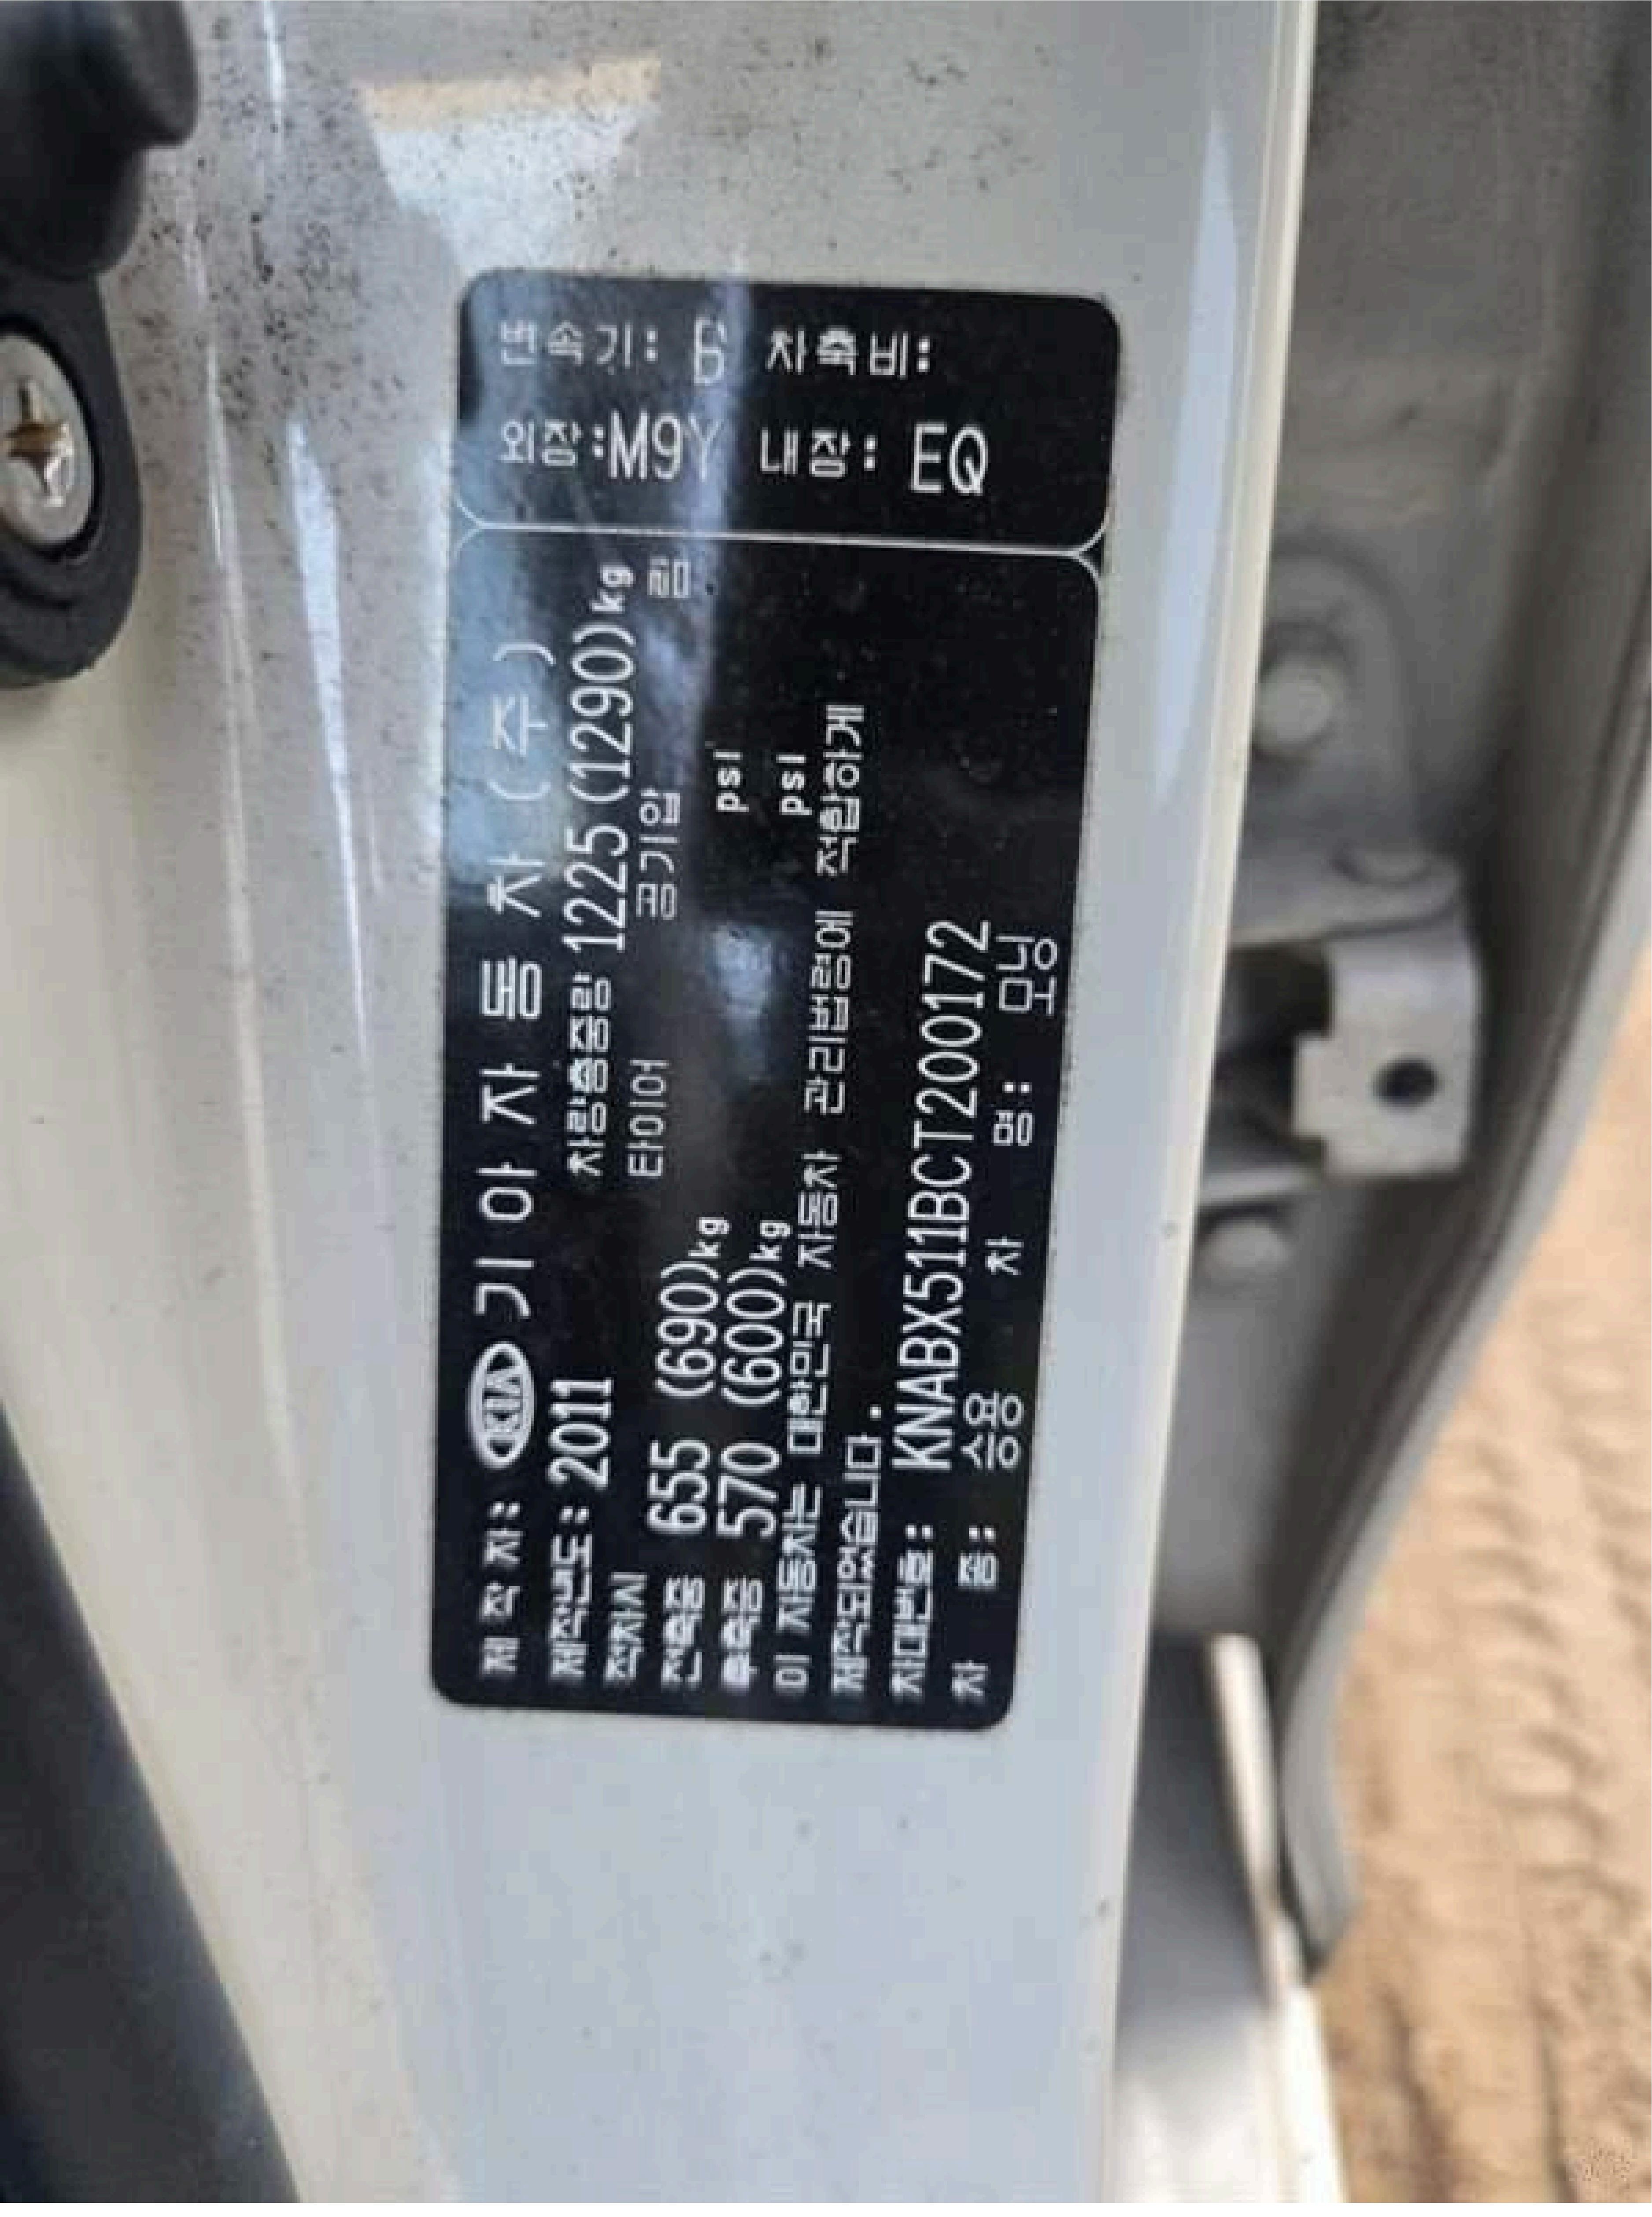 변속기: 6 차축비:
외장:M9Y 내장: EQ
제 작 자: KIA 기아자동차(주)
제작년도: 2011 차량총중량 1225(1290)kg
적차시 타이어 공기압 림
전축중 655 (690)kg psi
후축중 570 (600)kg psi
이 자동차는 대한민국 자동차 관리법령에 적합하게
제작되었습니다.
차대번호: KNABX511BCT200172
차 종: 승용 차 명: 모닝